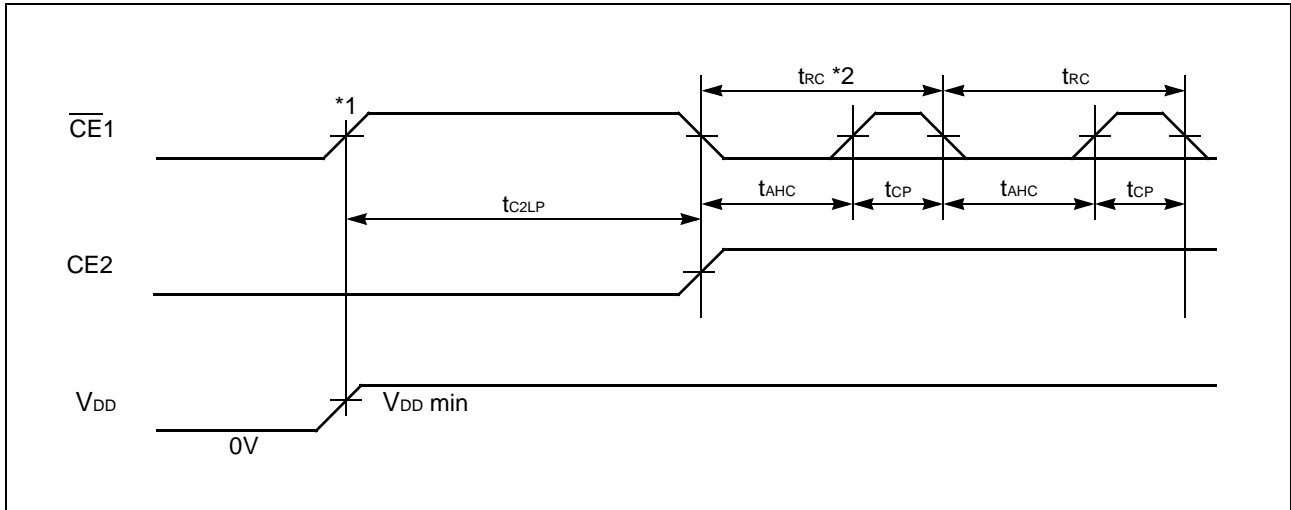 tRC *2 tRC
*1
CE1
tAHC tCP tAHC tCP
tC2LP
CE2
VDD
VDD min
0V